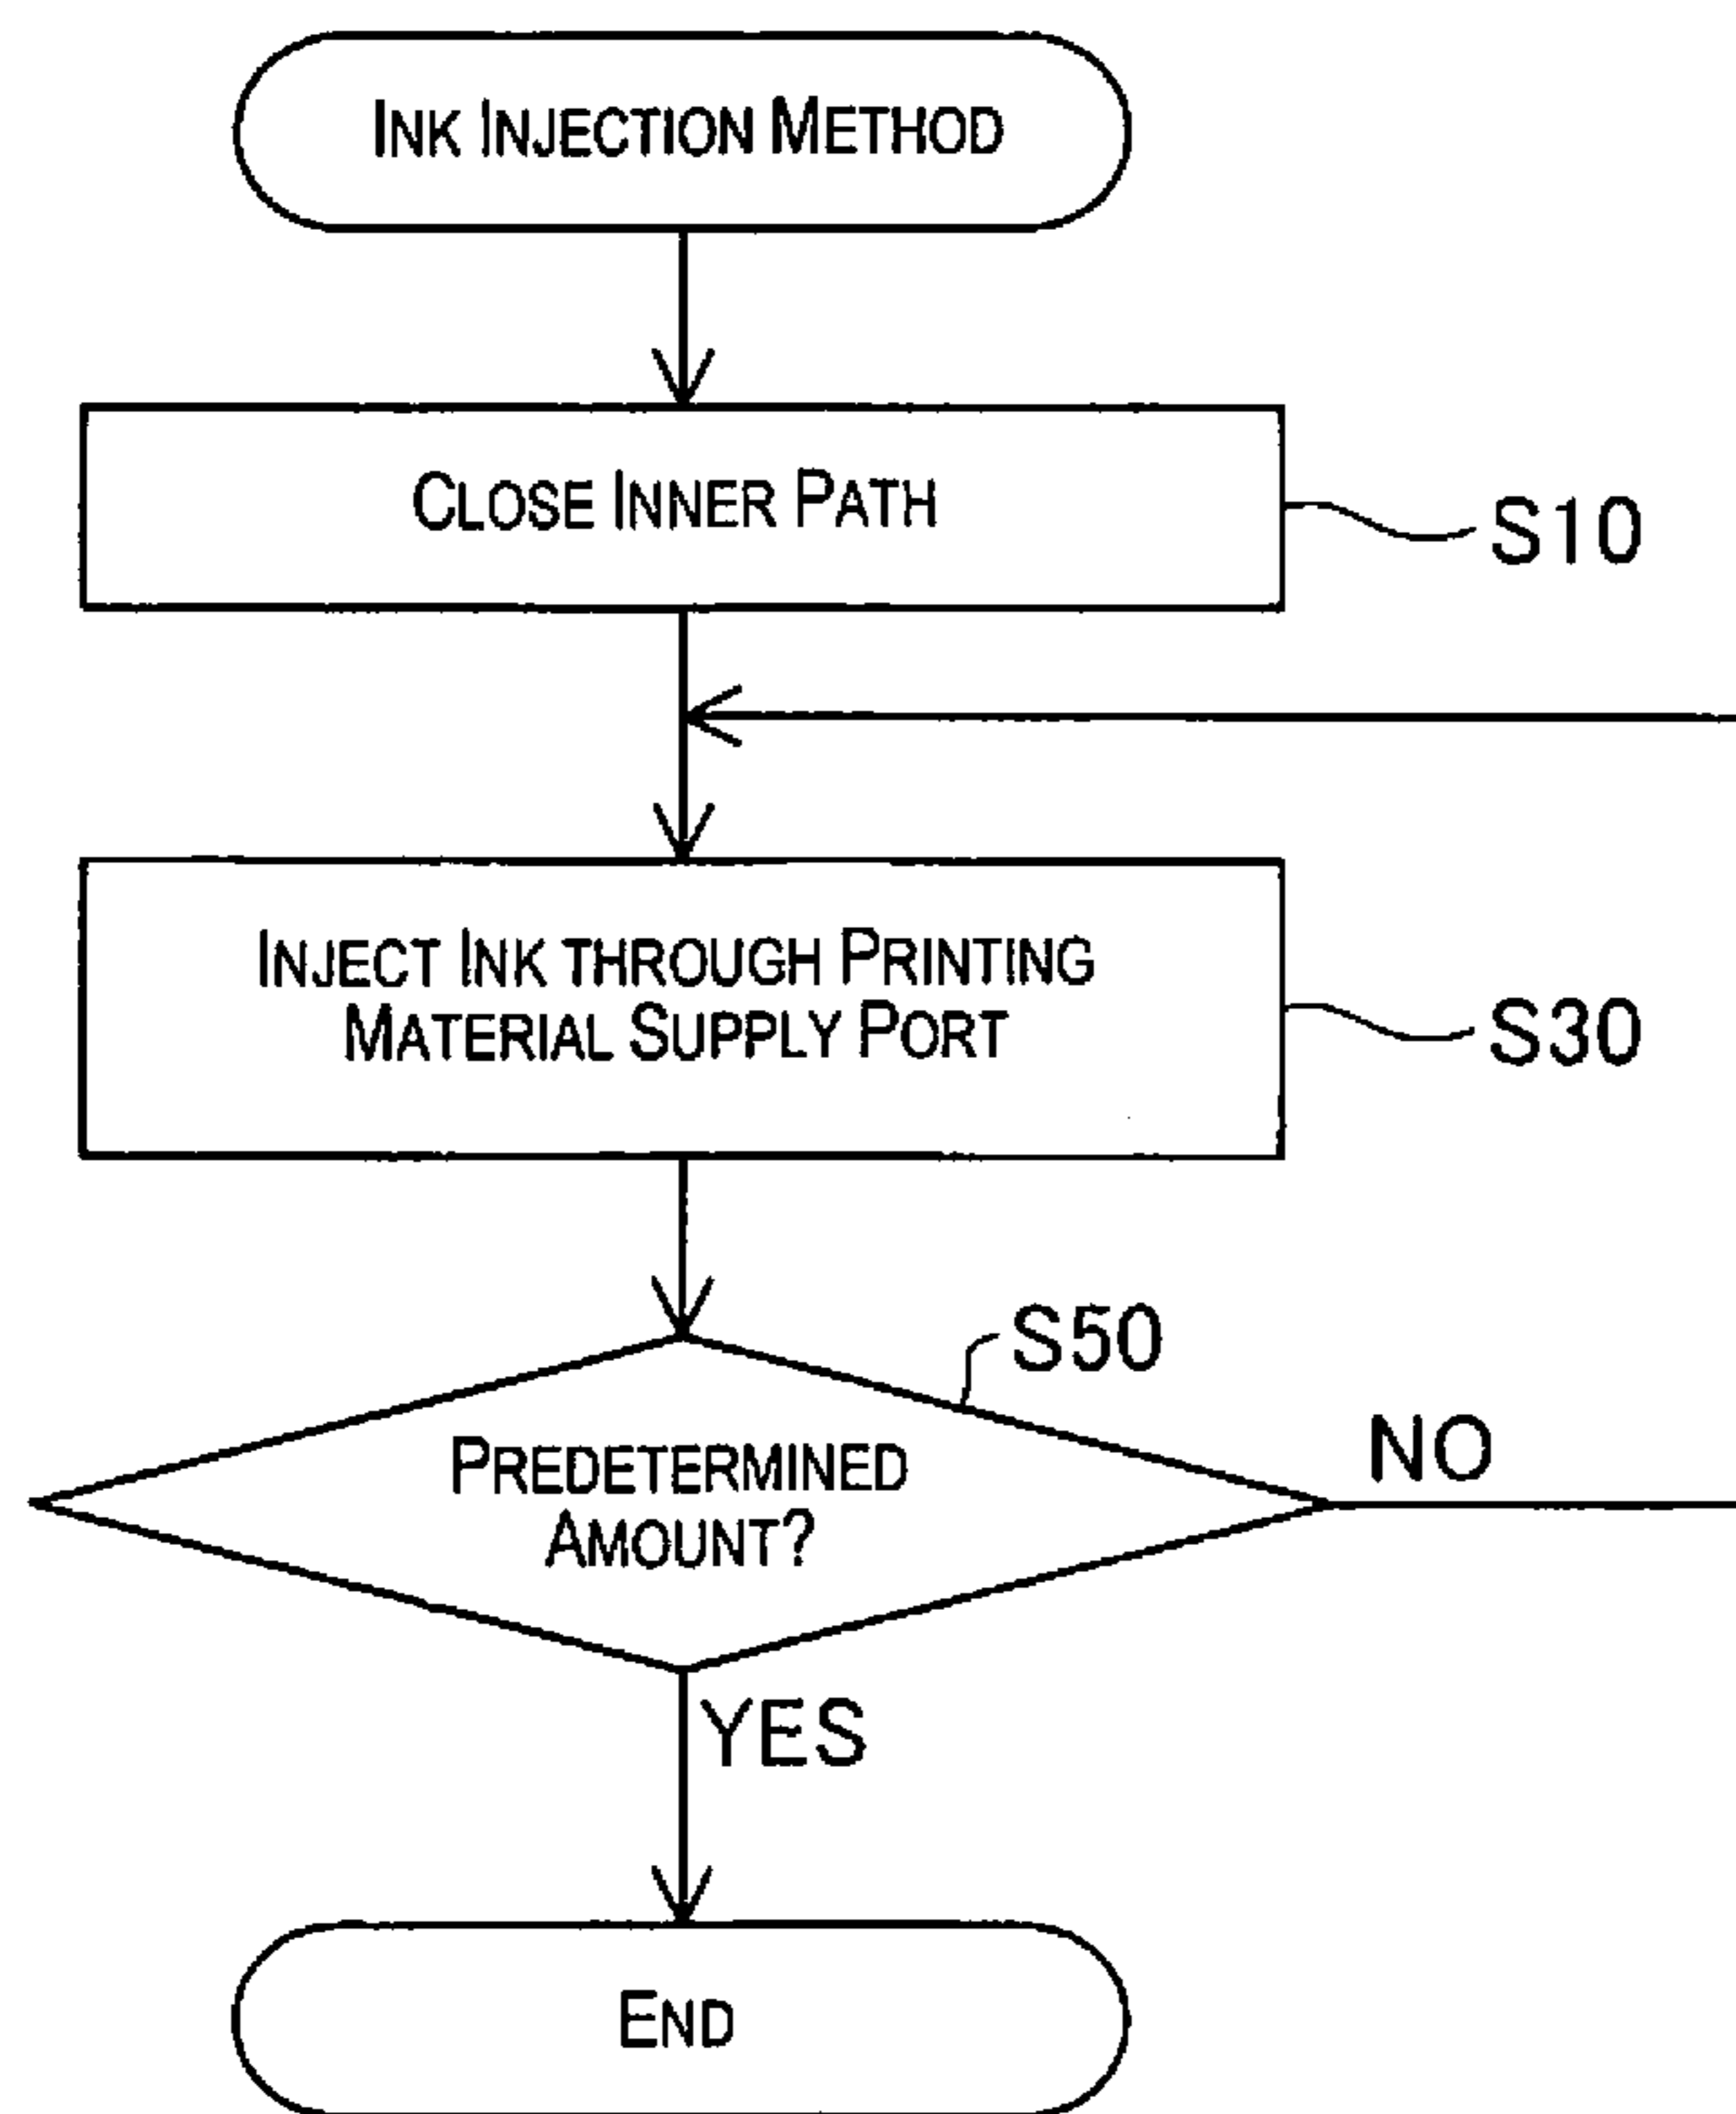 INK INJECTION METHOD
CLOSE INNER PATH
S10
INJECT INK THROUGH PRINTING
MATERIAL SUPPLY PORT
S30
S50
PREDETERMINED
AMOUNT?
NO
YES
END